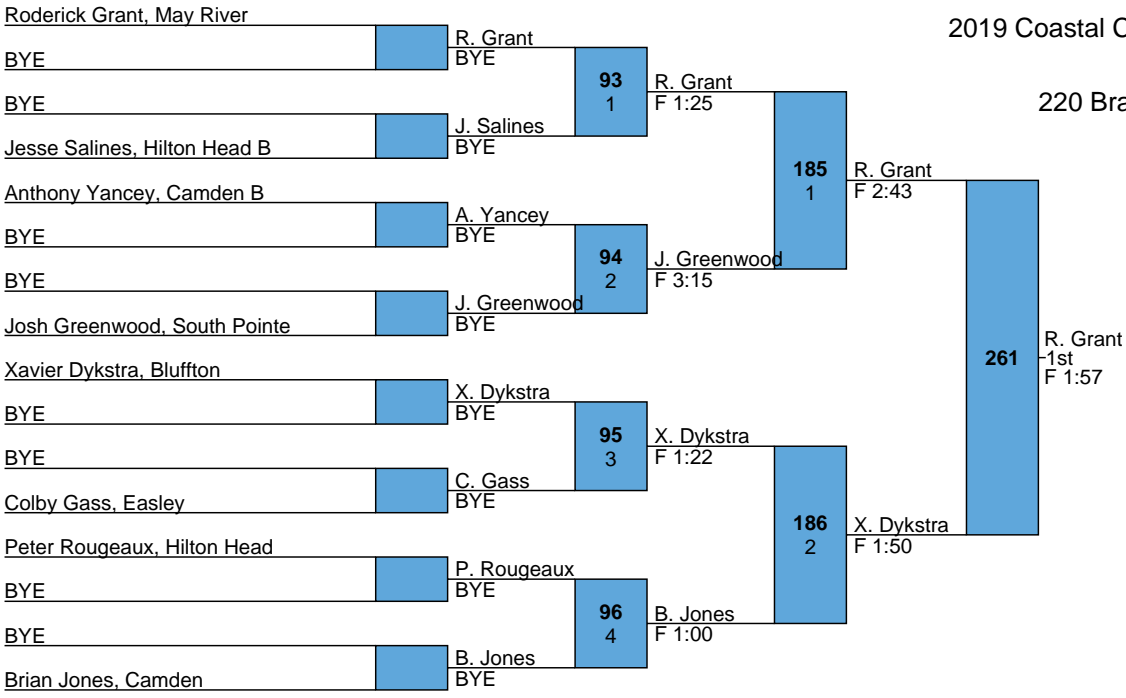 Roderick Grant, May River
BYE
BYE
Jesse Salines, Hilton Head B
Anthony Yancey, Camden B
BYE
BYE
Josh Greenwood, South Pointe
Xavier Dykstra, Bluffton
BYE
BYE
Colby Gass, Easley
Peter Rougeaux, Hilton Head
BYE
BYE
Brian Jones, Camden
R. Grant
BYE
J. Salines
BYE
A. Yancey
BYE
J. Greenwood
BYE
X. Dykstra
BYE
C. Gass
BYE
P. Rougeaux
BYE
B. Jones
BYE
93
1
94
2
95
3
96
4
R. Grant
F 1:25
J. Greenwood
F 3:15
X. Dykstra
F 1:22
B. Jones
F 1:00
185
1
186
2
R. Grant
F 2:43
X. Dykstra
F 1:50
261
R. Grant
1st
F 1:57
2019 Coastal C
220 Bra